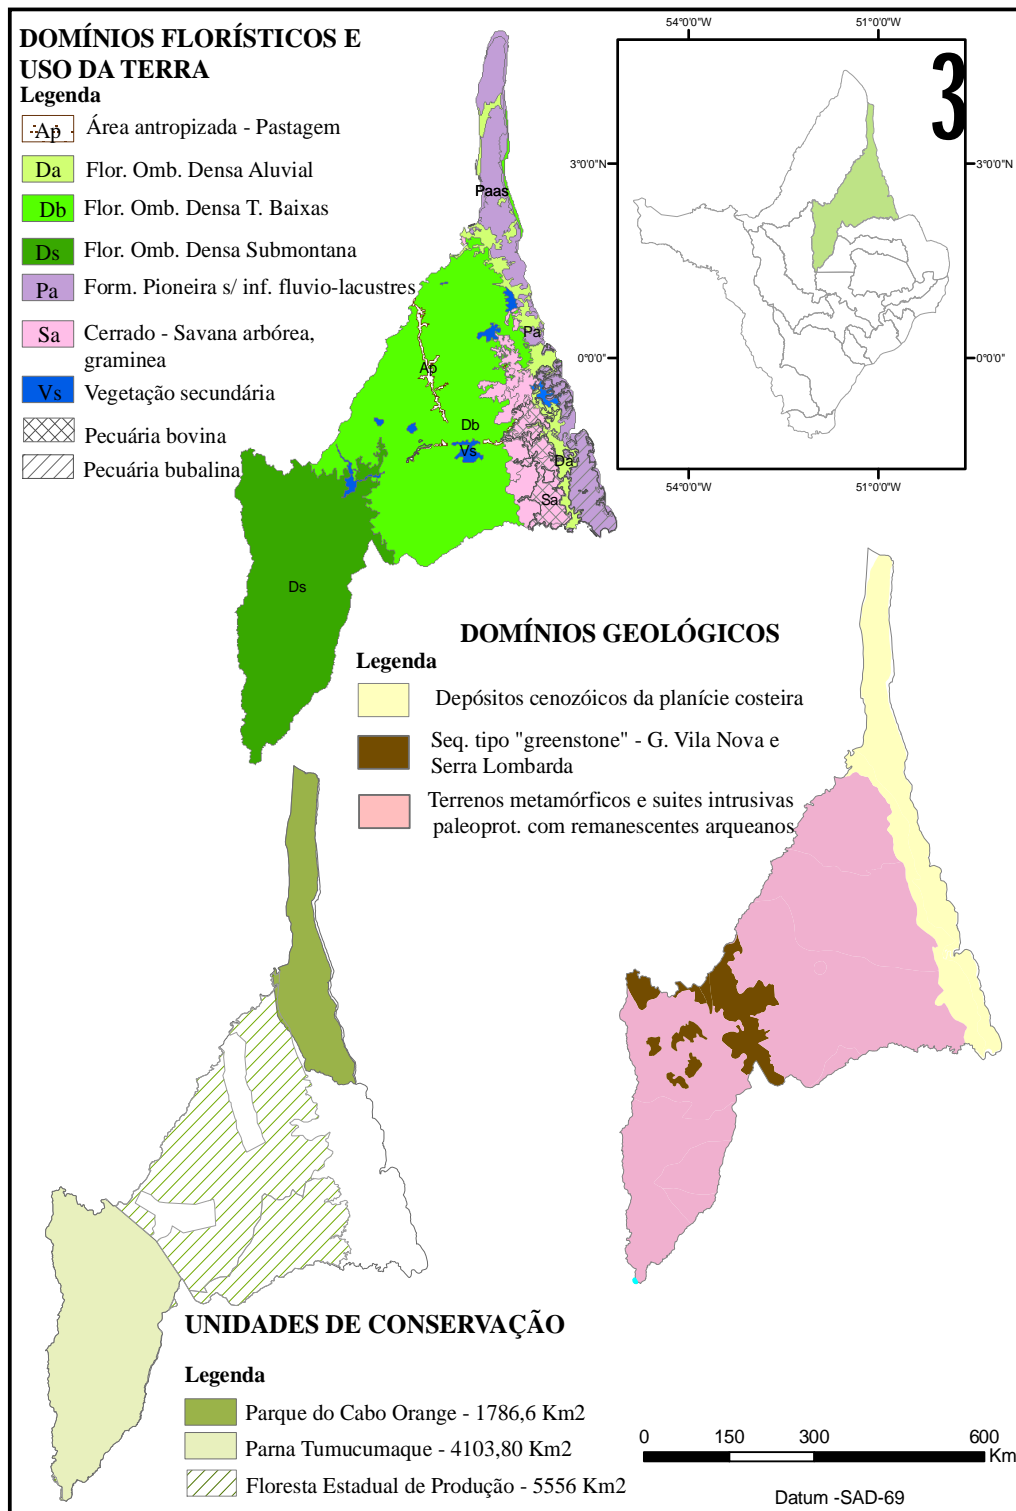 DOMÍNIOS FLORÍSTICOS E
USO DA TERRA
Legenda
Ap Área antropizada - Pastagem
Da Flor. Omb. Densa Aluvial
Db Flor. Omb. Densa T. Baixas
Ds Flor. Omb. Densa Submontana
Pa Form. Pioneira s/ inf. fluvio-lacustres
Sa Cerrado - Savana arbórea,
graminea
Vs Vegetação secundária
Pecuária bovina
Pecuária bubalina
Paas
Pa
Ap
Db
Vs
Da
Sa
Ds
54°0'0"W 51°0'0"W
3
3°0'0"N 3°0'0"N
0°0'0" 0°0'0"
54°0'0"W 51°0'0"W
DOMÍNIOS GEOLÓGICOS
Legenda
Depósitos cenozóicos da planície costeira
Seq. tipo "greenstone" - G. Vila Nova e
Serra Lombarda
Terrenos metamórficos e suites intrusivas
paleoprot. com remanescentes arqueanos
UNIDADES DE CONSERVAÇÃO
Legenda
Parque do Cabo Orange - 1786,6 Km2
Parna Tumucumaque - 4103,80 Km2
Floresta Estadual de Produção - 5556 Km2
0 150 300 600
Km
Datum -SAD-69